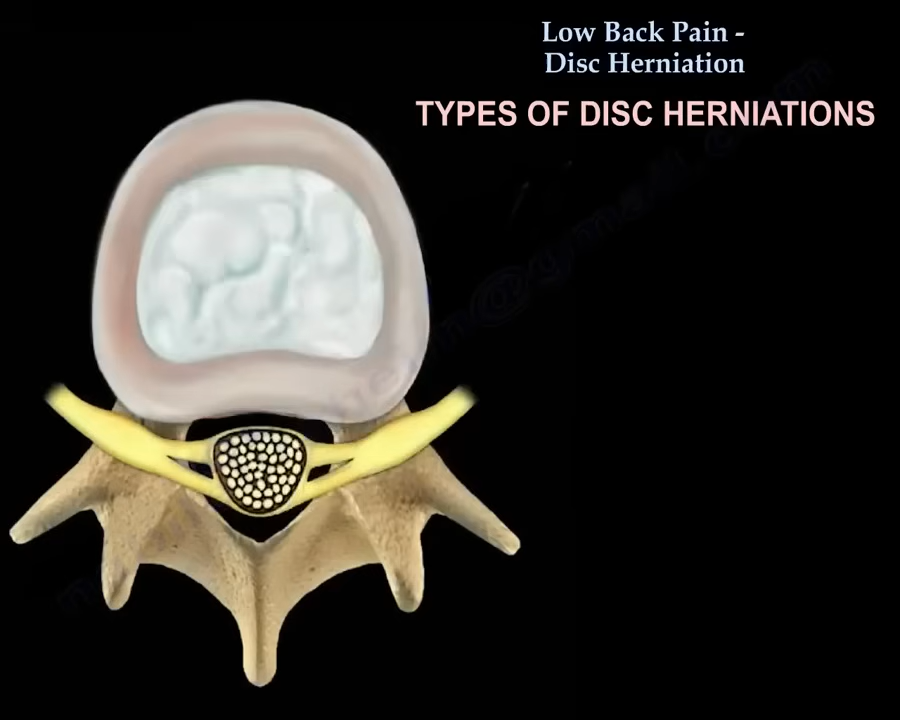 Low Back Pain -
Disc Herniation
TYPES OF DISC HERNIATIONS